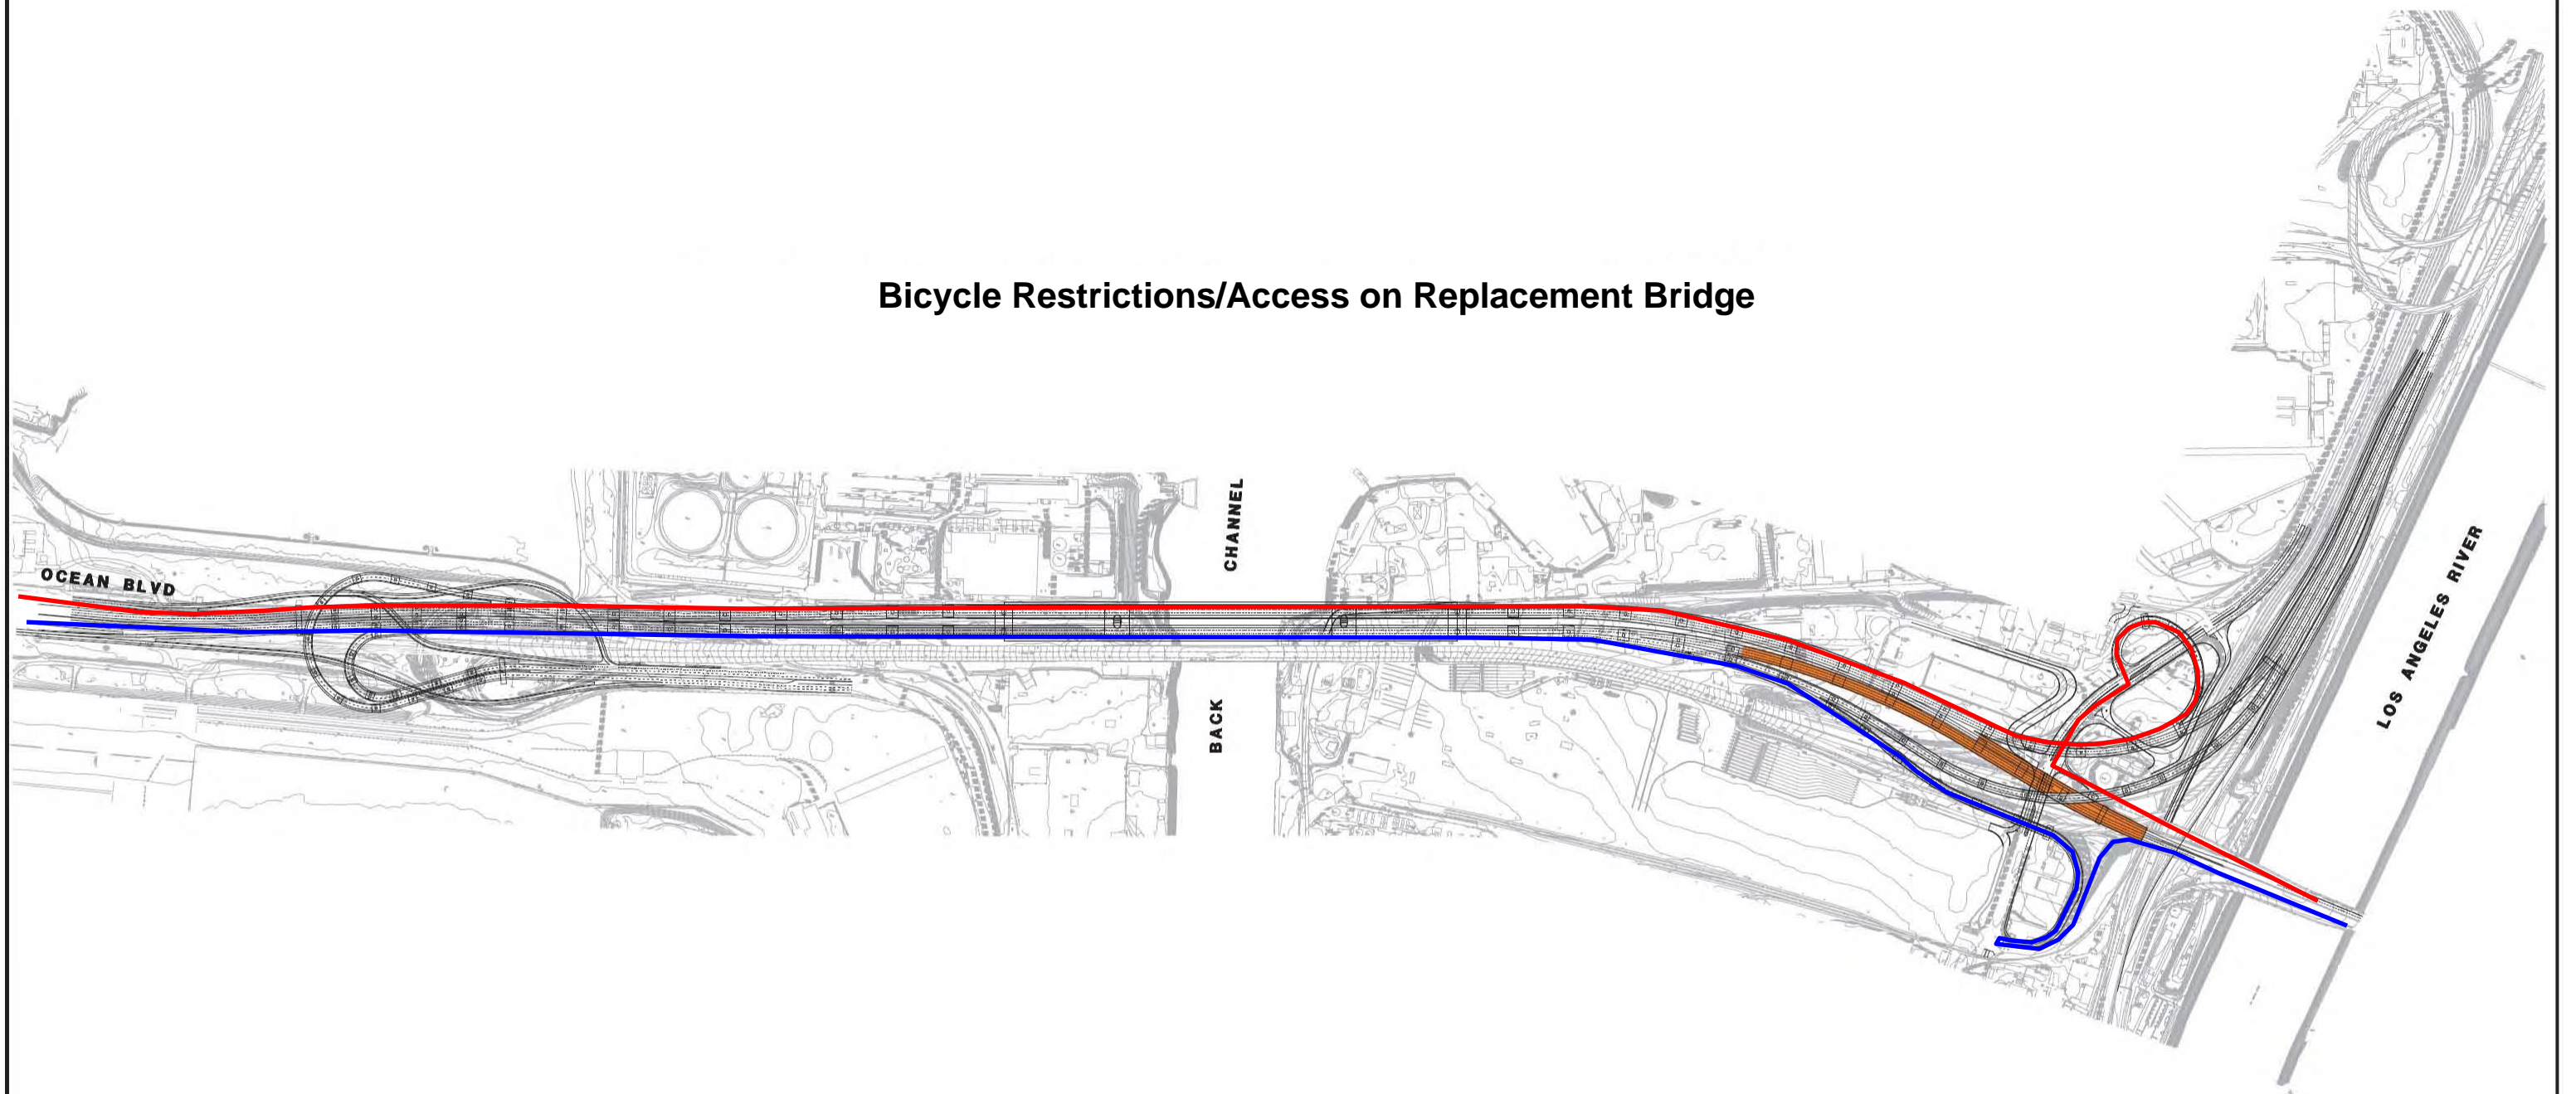 Bicycle Restrictions/Access on Replacement Bridge
OCEAN BLVD
CHANNEL
BACK
LOS ANGELES RIVER